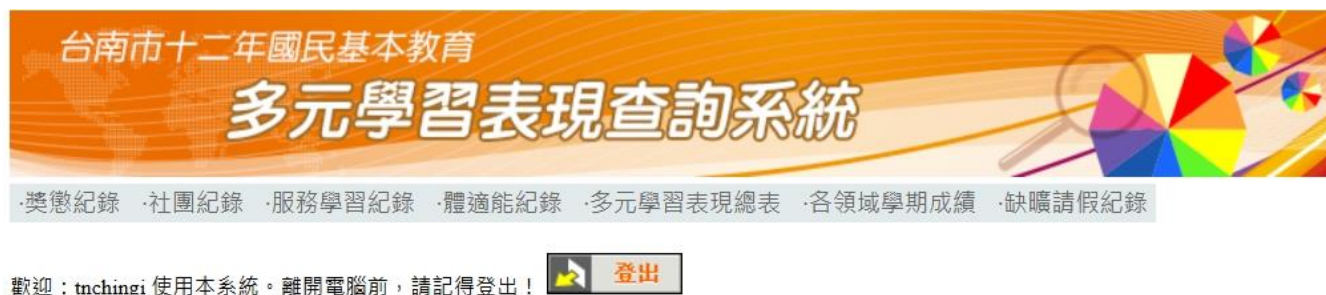 台南市十二年國民基本教育
多元學習表現查詢系統
·獎懲紀錄 ·社團紀錄 ·服務學習紀錄 ·體適能紀錄 ·多元學習表現總表 ·各領域學期成績 ·缺曠請假紀錄
歡迎：tnchingi 使用本系統。離開電腦前，請記得登出！ 登出